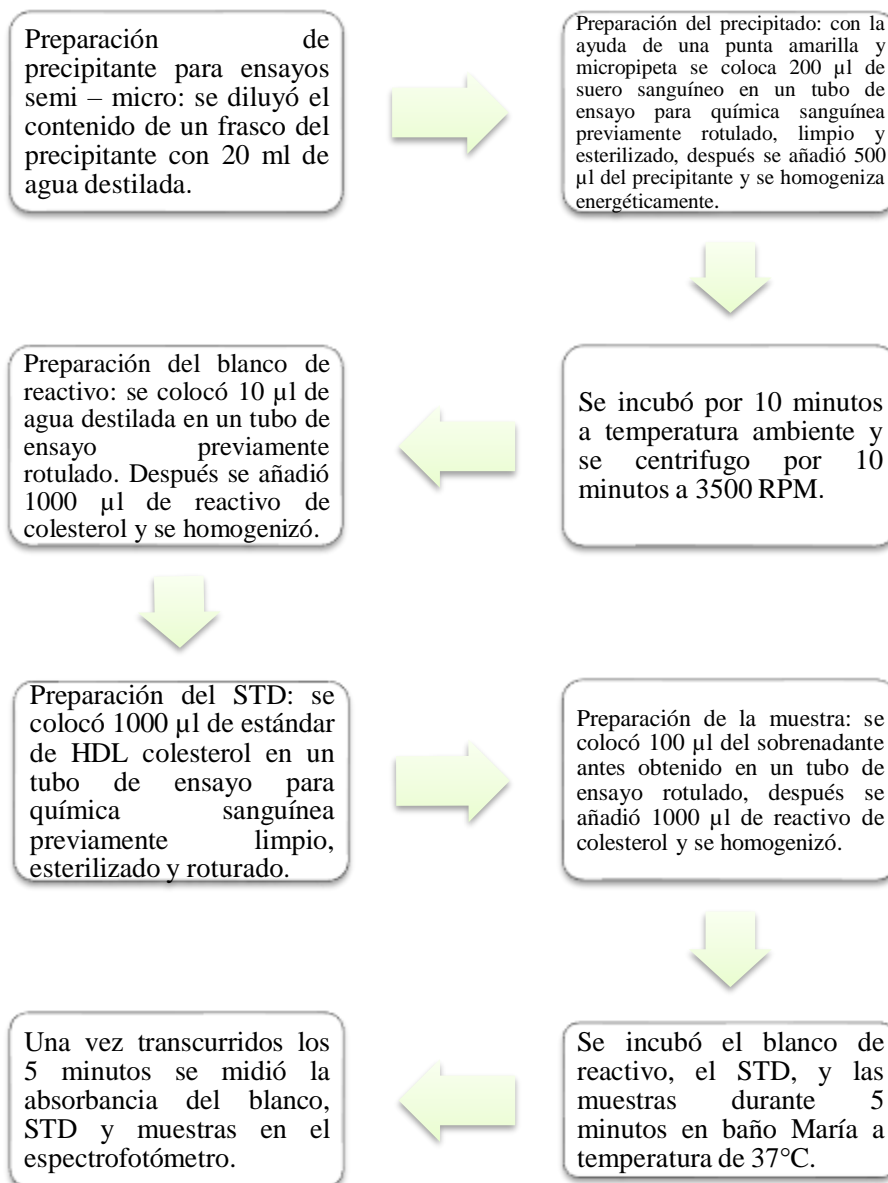 Preparación de
precipitante para ensayos
semi – micro: se diluyó el
contenido de un frasco del
precipitante con 20 ml de
agua destilada.
Preparación del precipitado: con la
ayuda de una punta amarilla y
micropipeta se coloca 200 µl de
suero sanguíneo en un tubo de
ensayo para química sanguínea
previamente rotulado, limpio y
esterilizado, después se añadió 500
µl del precipitante y se homogeniza
energéticamente.
Se incubó por 10 minutos
a temperatura ambiente y
se centrifugo por 10
minutos a 3500 RPM.
Preparación del blanco de
reactivo: se colocó 10 µl de
agua destilada en un tubo de
ensayo previamente
rotulado. Después se añadió
1000 µl de reactivo de
colesterol y se homogenizó.
Preparación del STD: se
colocó 1000 µl de estándar
de HDL colesterol en un
tubo de ensayo para
química sanguínea
previamente limpio,
esterilizado y roturado.
Preparación de la muestra: se
colocó 100 µl del sobrenadante
antes obtenido en un tubo de
ensayo rotulado, después se
añadió 1000 µl de reactivo de
colesterol y se homogenizó.
Se incubó el blanco de
reactivo, el STD, y las
muestras durante 5
minutos en baño María a
temperatura de 37°C.
Una vez transcurridos los
5 minutos se midió la
absorbancia del blanco,
STD y muestras en el
espectrofotómetro.